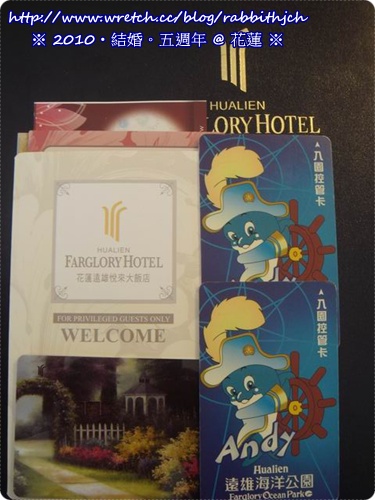 http://www.wretch.cc/blog/rabbithjch
※ 2010‧結婚。五週年 @ 花蓮 ※
HUALIEN
FARGLORY HOTEL
HUALIEN
FARGLORY HOTEL
花蓮遠雄悅來大飯店
FOR PRIVILEGED GUESTS ONLY
WELCOME
△入園控管卡
△入園控管卡
Andy
Hualien
遠雄海洋公園
Farglory Ocean Park